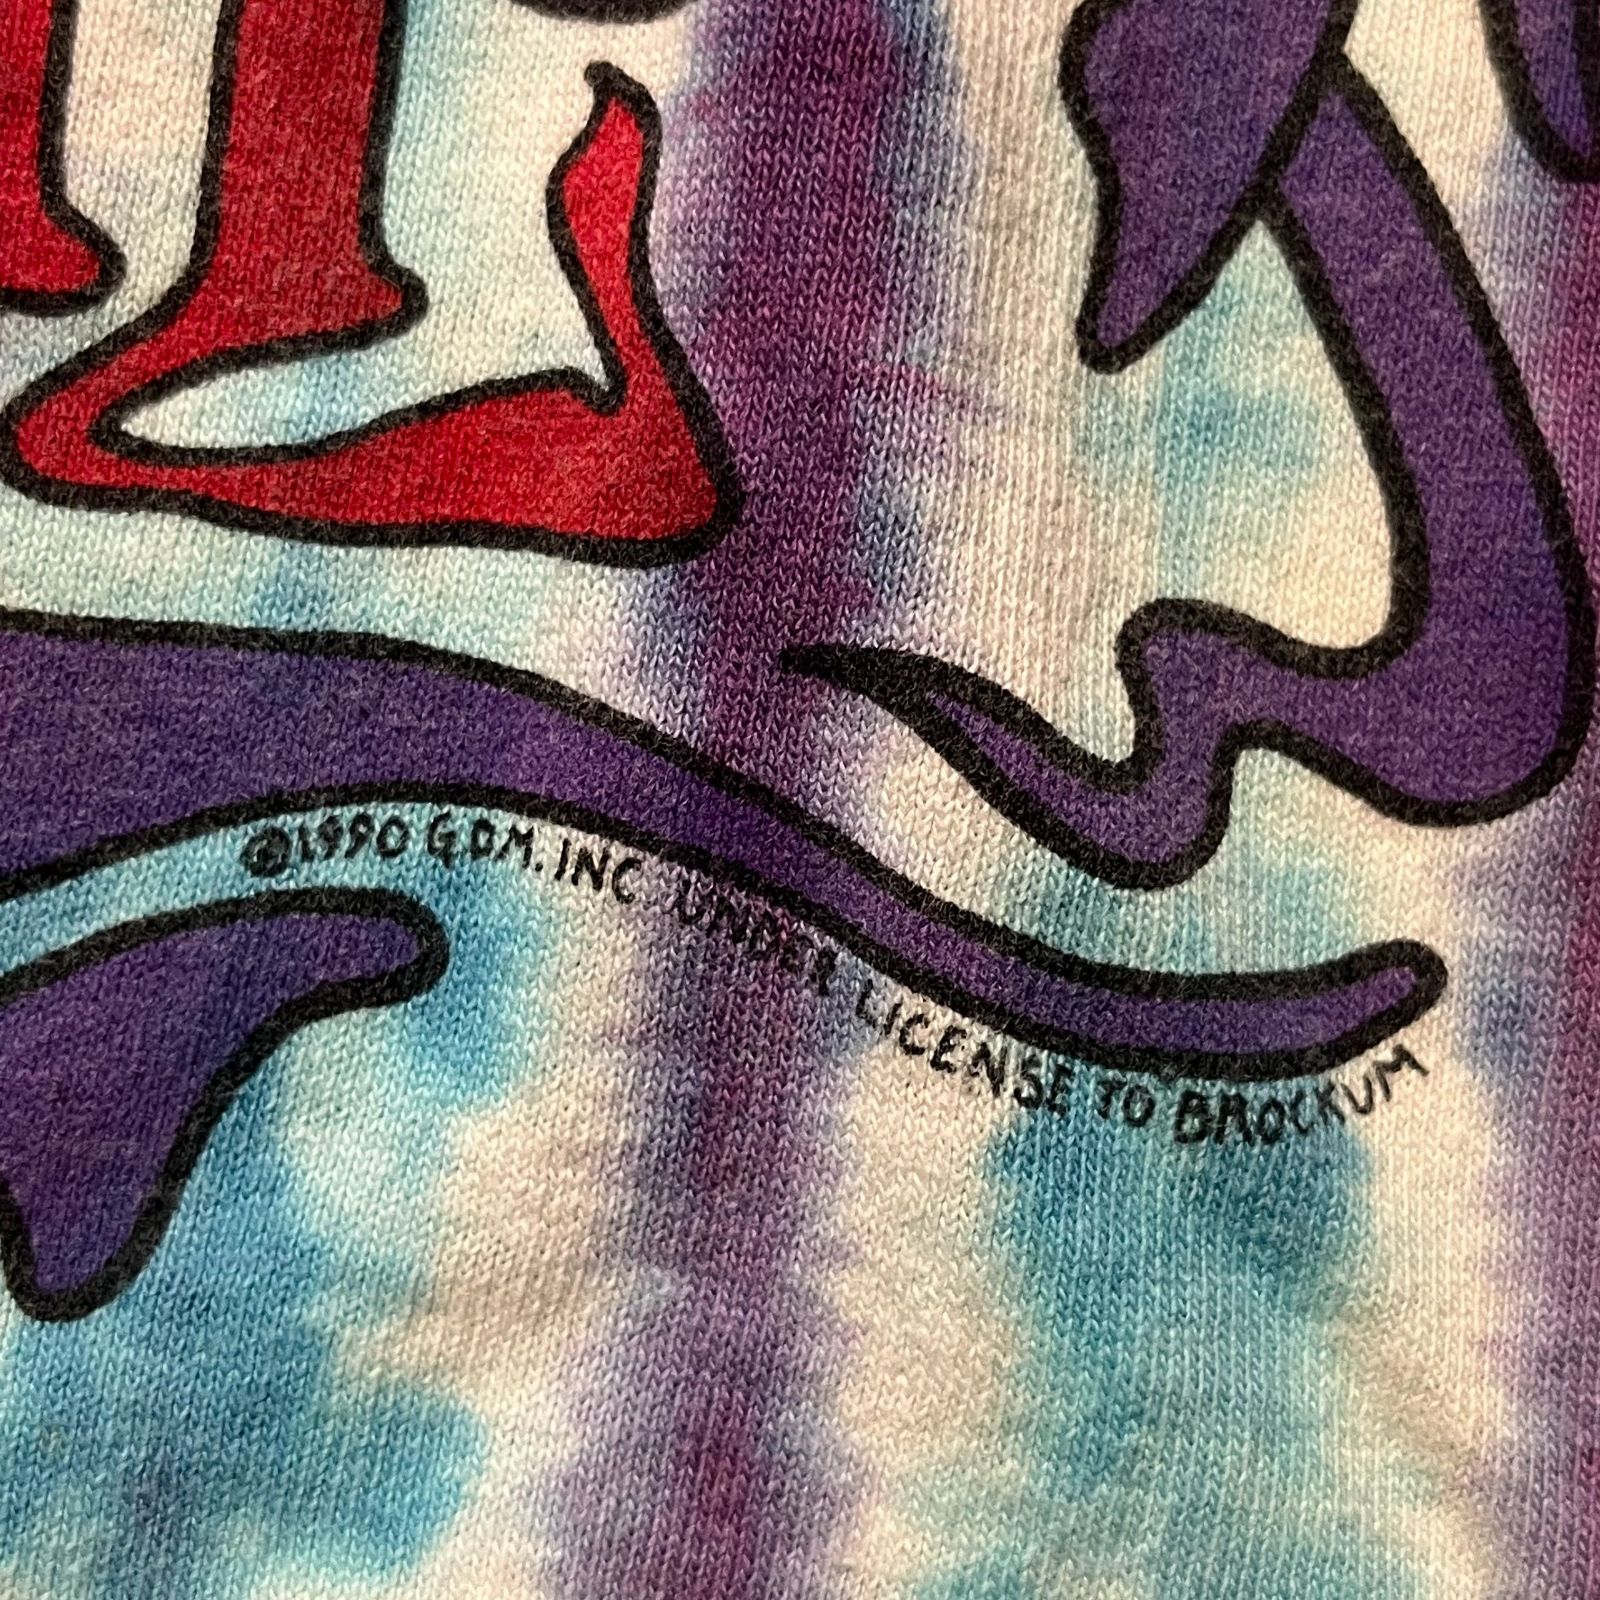 ©1990 G.D.M. INC UNDER LICENSE TO BROCKUM